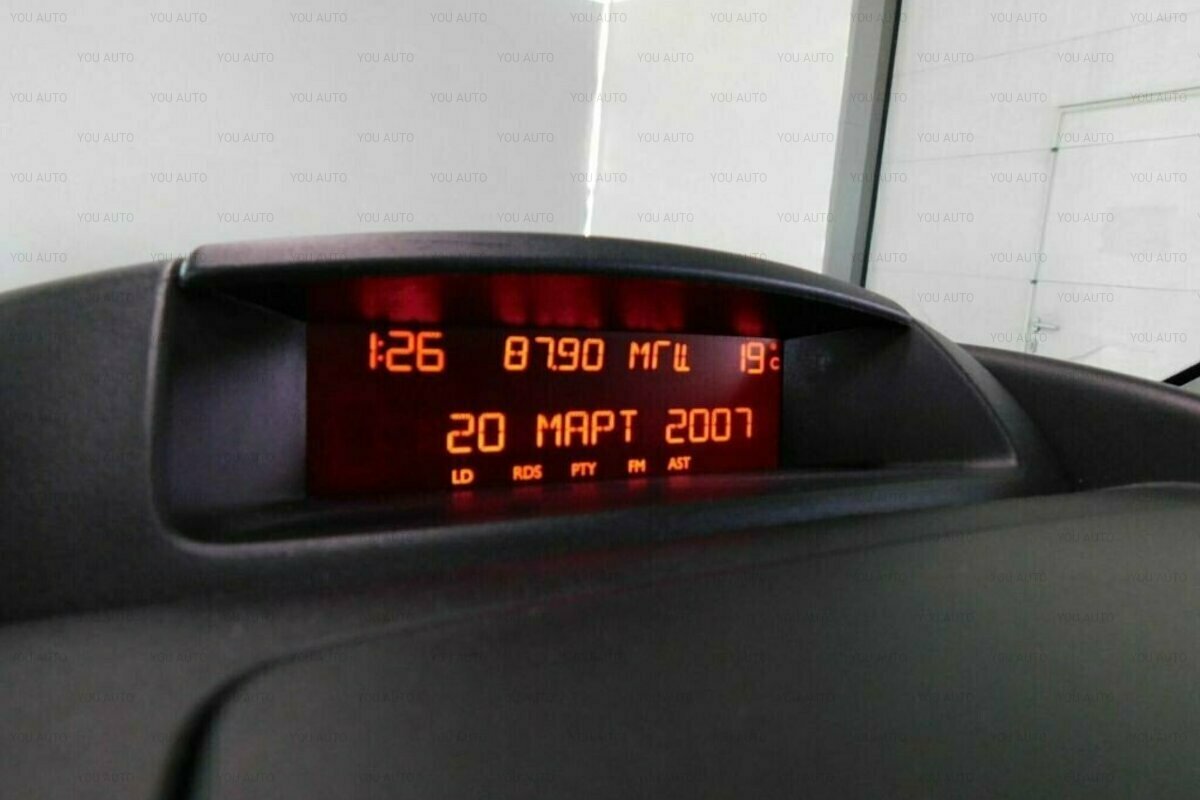 1:26 87.90 МГЦ 19°C
20 МАРТ 2007
LD RDS PTY FM AST
YOU AUTO